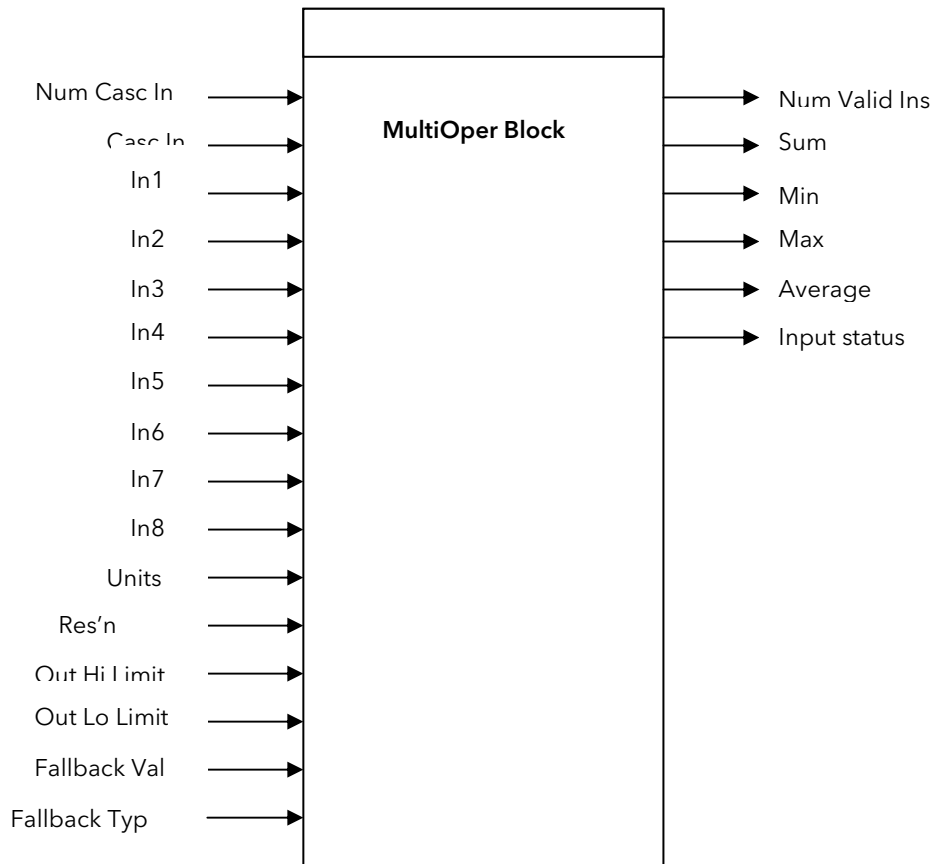 MultiOper Block
Num Casc In
Casc In
In1
In2
In3
In4
In5
In6
In7
In8
Units
Res’n
Out Hi Limit
Out Lo Limit
Fallback Val
Fallback Typ
Num Valid Ins
Sum
Min
Max
Average
Input status